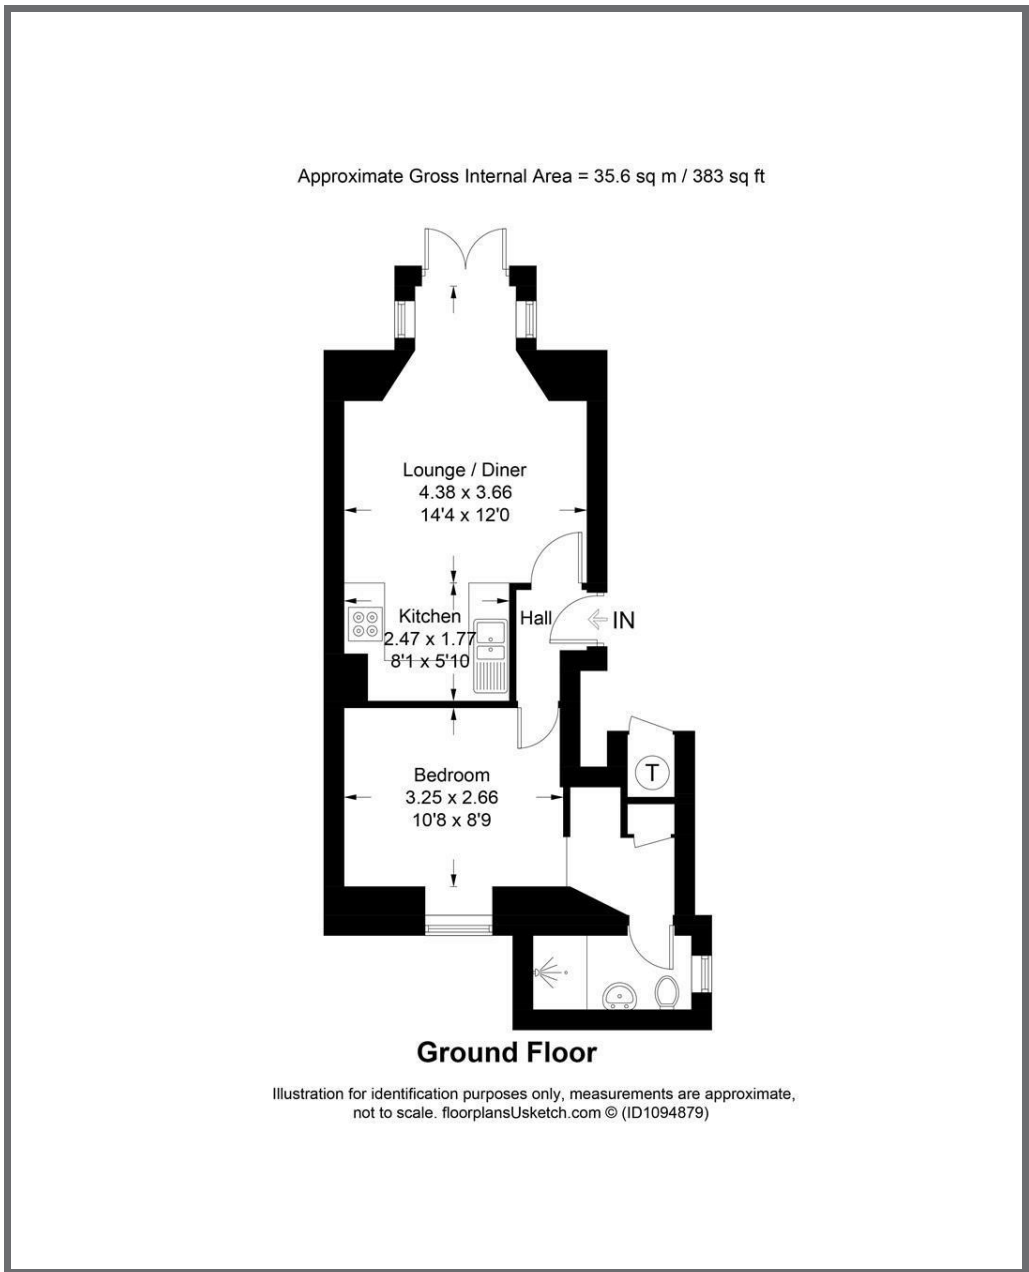 Approximate Gross Internal Area = 35.6 sq m / 383 sq ft
Lounge / Diner
4.38 x 3.66
14'4 x 12'0
Kitchen
2.47 x 1.77
8'1 x 5'10
Hall
IN
T
Bedroom
3.25 x 2.66
10'8 x 8'9
Ground Floor
Illustration for identification purposes only, measurements are approximate,
not to scale. floorplansUsketch.com © (ID1094879)